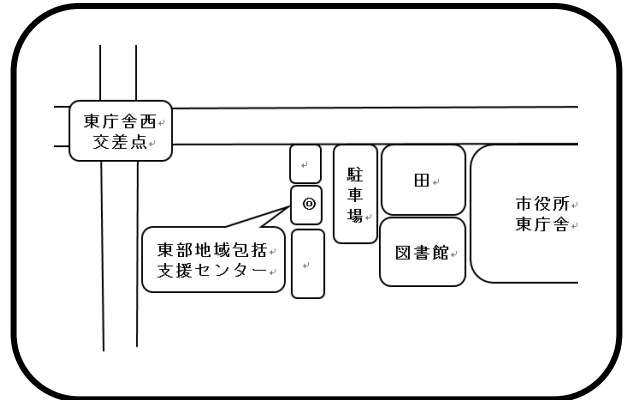 東庁舎西
交差点
駐車場
田
市役所
東庁舎
図書館
◎
東部地域包括
支援センター